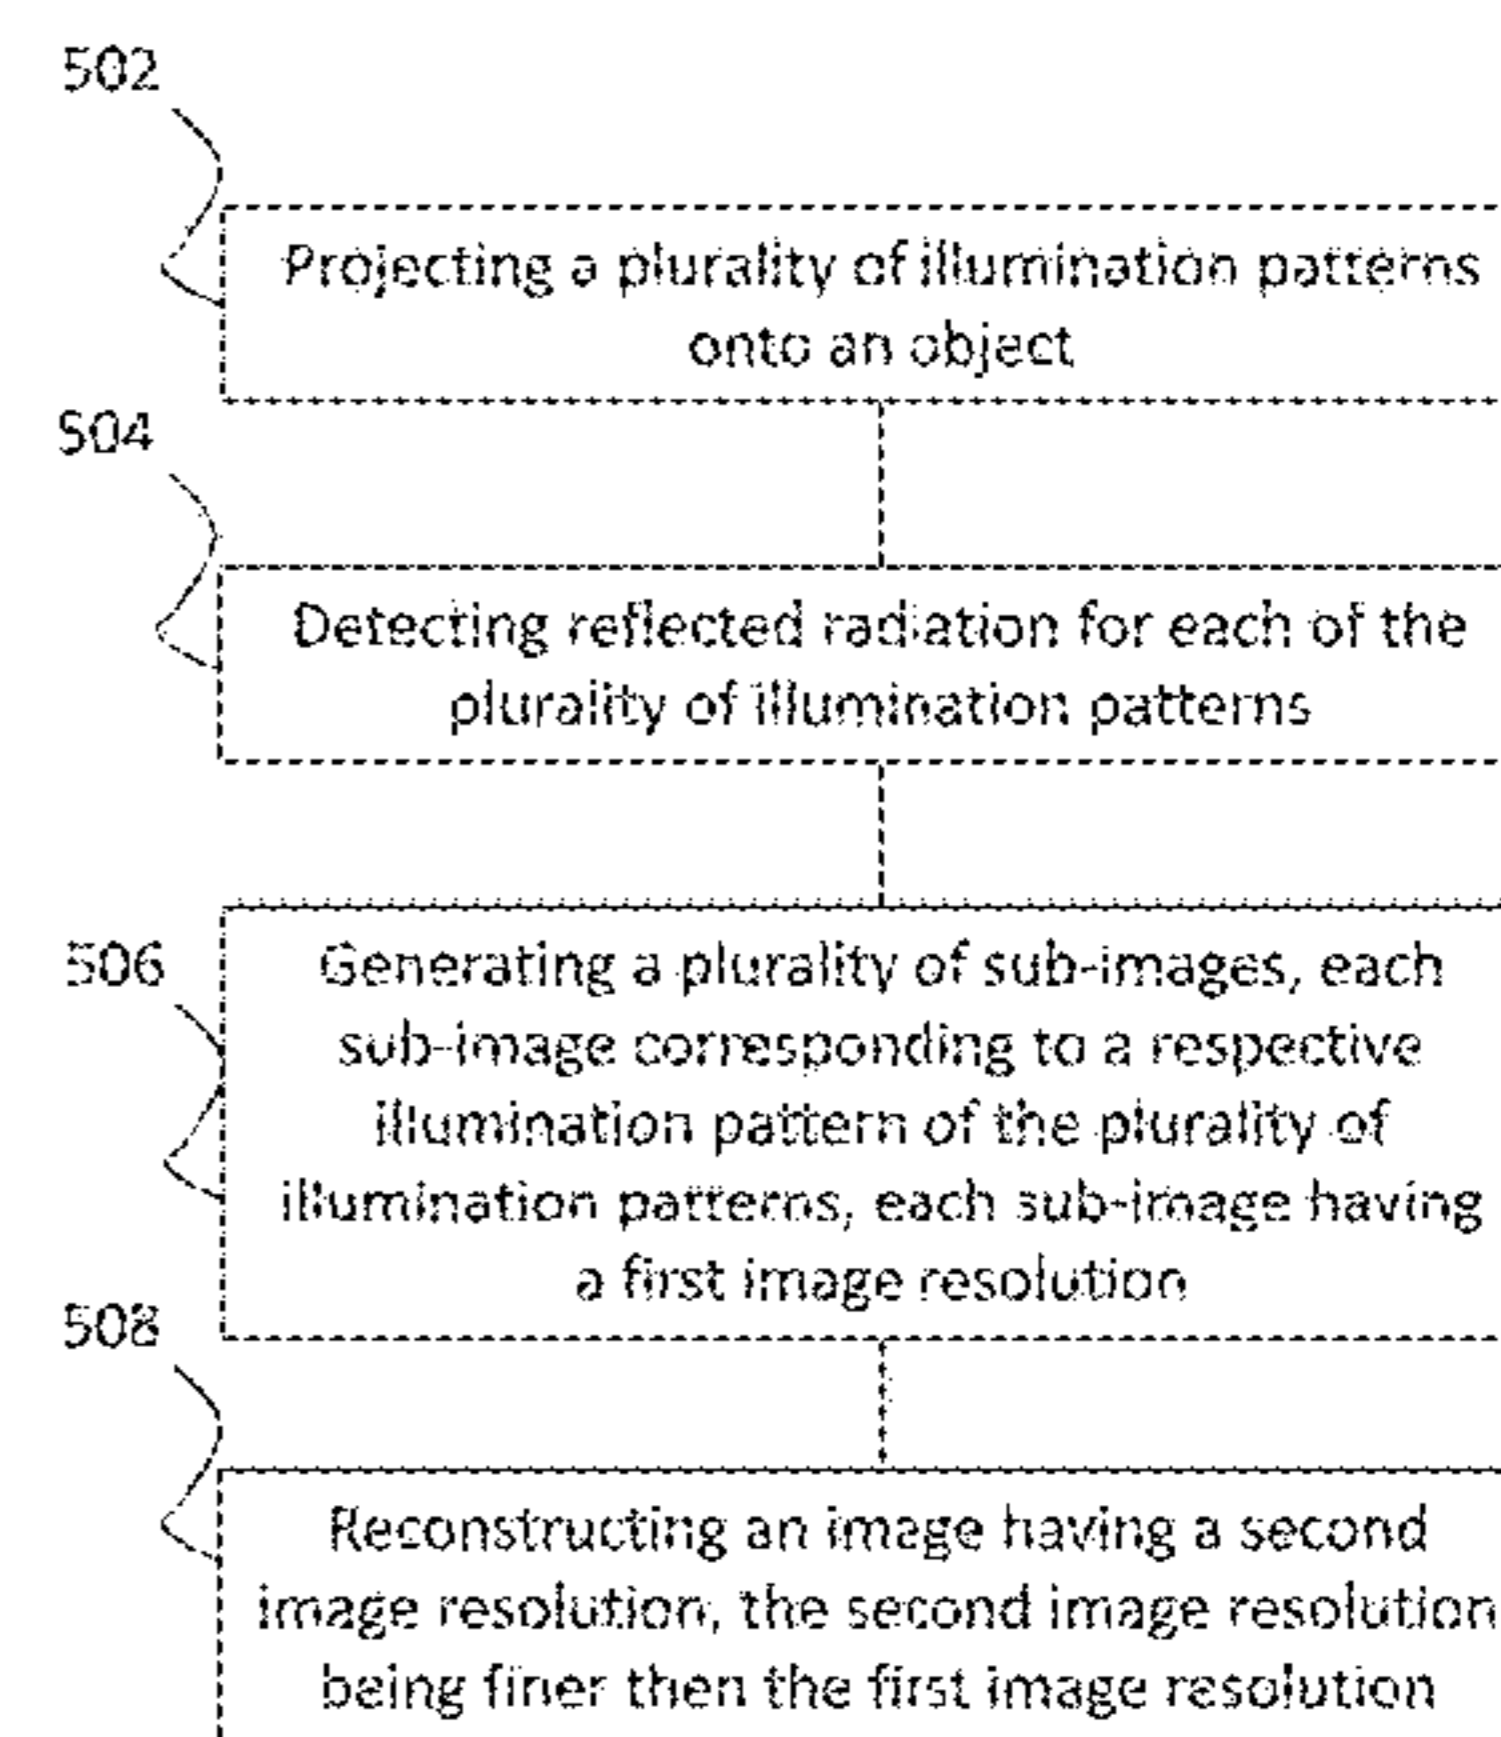 502
Projecting a plurality of illumination patterns
onto an object
504
Detecting reflected radiation for each of the
plurality of illumination patterns
506
Generating a plurality of sub-images, each
sub-image corresponding to a respective
illumination pattern of the plurality of
illumination patterns, each sub-image having
a first image resolution
508
Reconstructing an image having a second
image resolution, the second image resolution
being finer then the first image resolution